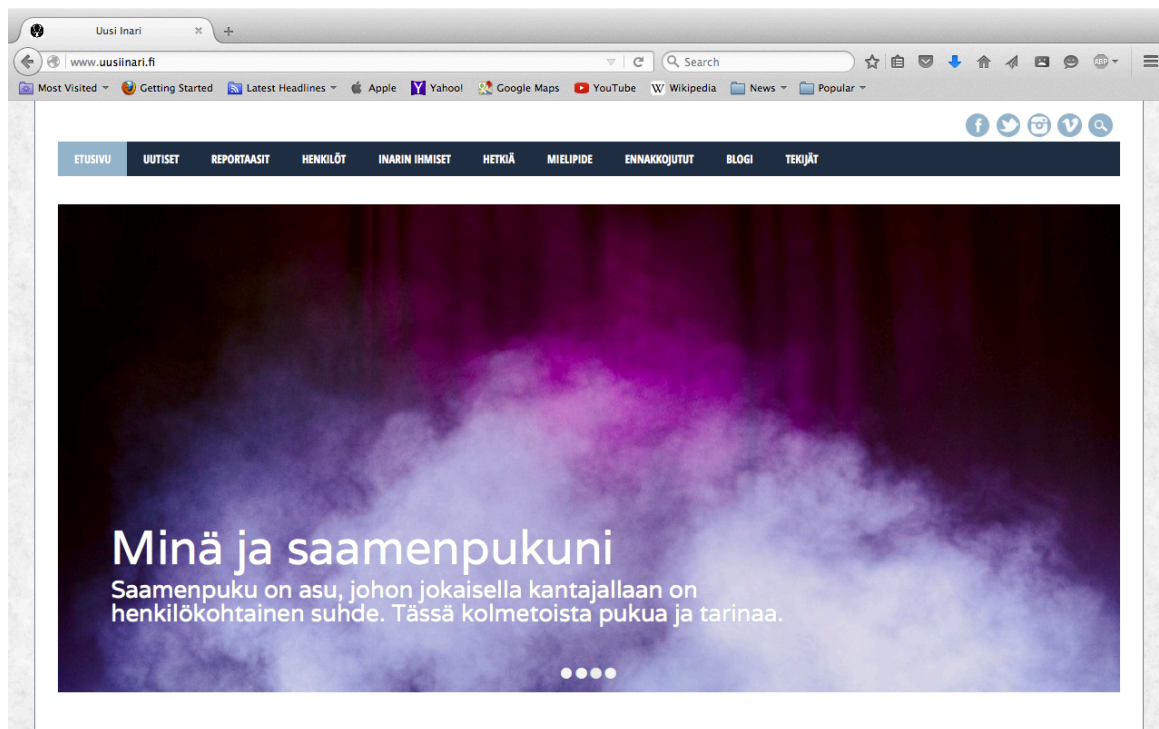 Uusi Inari
www.uusiinari.fi
Search
ABP
Most Visited
Getting Started
Latest Headlines
Apple
Yahoo!
Google Maps
YouTube
W Wikipedia
News
Popular
ETUSIVU
UUTISET
REPORTAASIT
HENKILÖT
INARIN IHMISET
HETKIÄ
MIELIPIDE
ENNAKKOJUTUT
BLOGI
TEKIJÄT
Minä ja saamenpukuni
Saamenpuku on asu, johon jokaisella kantajallaan on
henkilökohtainen suhde. Tässä kolmetoista pukua ja tarinaa.